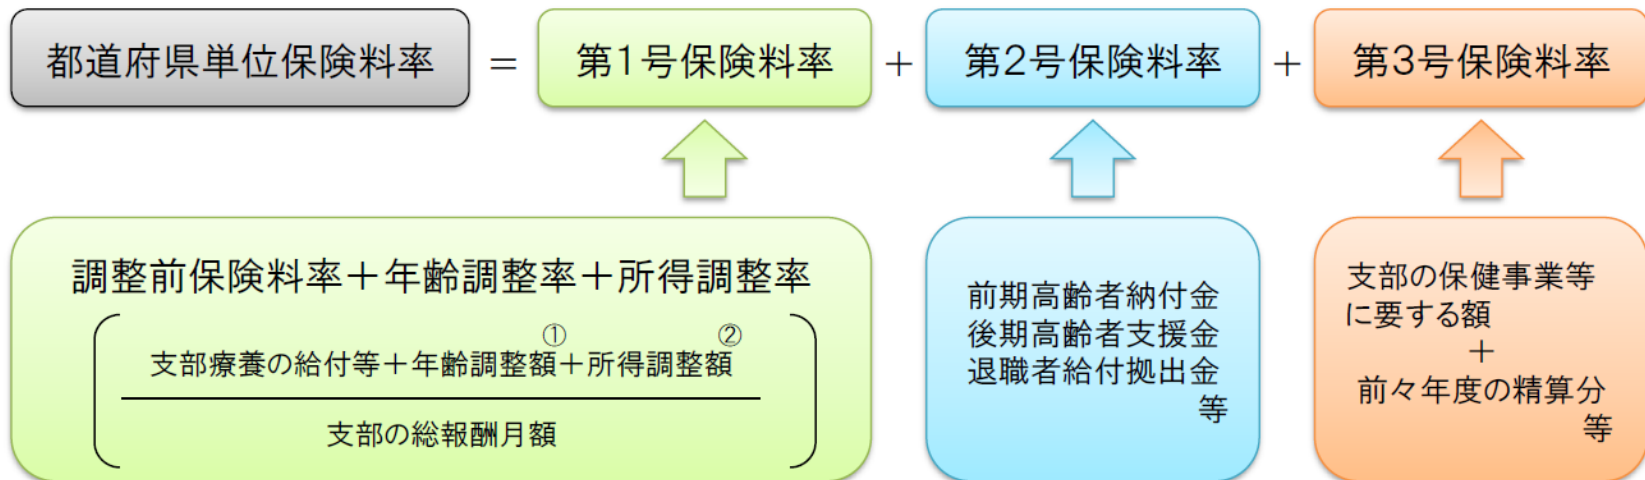 都道府県単位保険料率 = 第1号保険料率 + 第2号保険料率 + 第3号保険料率
調整前保険料率+年齢調整率+所得調整率
① ②
支部療養の給付等+年齢調整額+所得調整額
支部の総報酬月額
前期高齢者納付金
後期高齢者支援金
退職者給付拠出金
等
支部の保健事業等
に要する額
+
前々年度の精算分
等